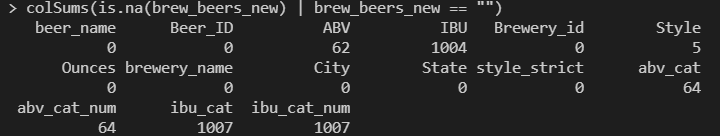 > colSums(is.na(brew_beers_new) | brew_beers_new == "")
beer_name Beer_ID ABV IBU Brewery_id Style
0 0 62 1004 0 5
Ounces brewery_name City State style_strict abv_cat
0 0 0 0 0 64
abv_cat_num ibu_cat ibu_cat_num
64 1007 1007